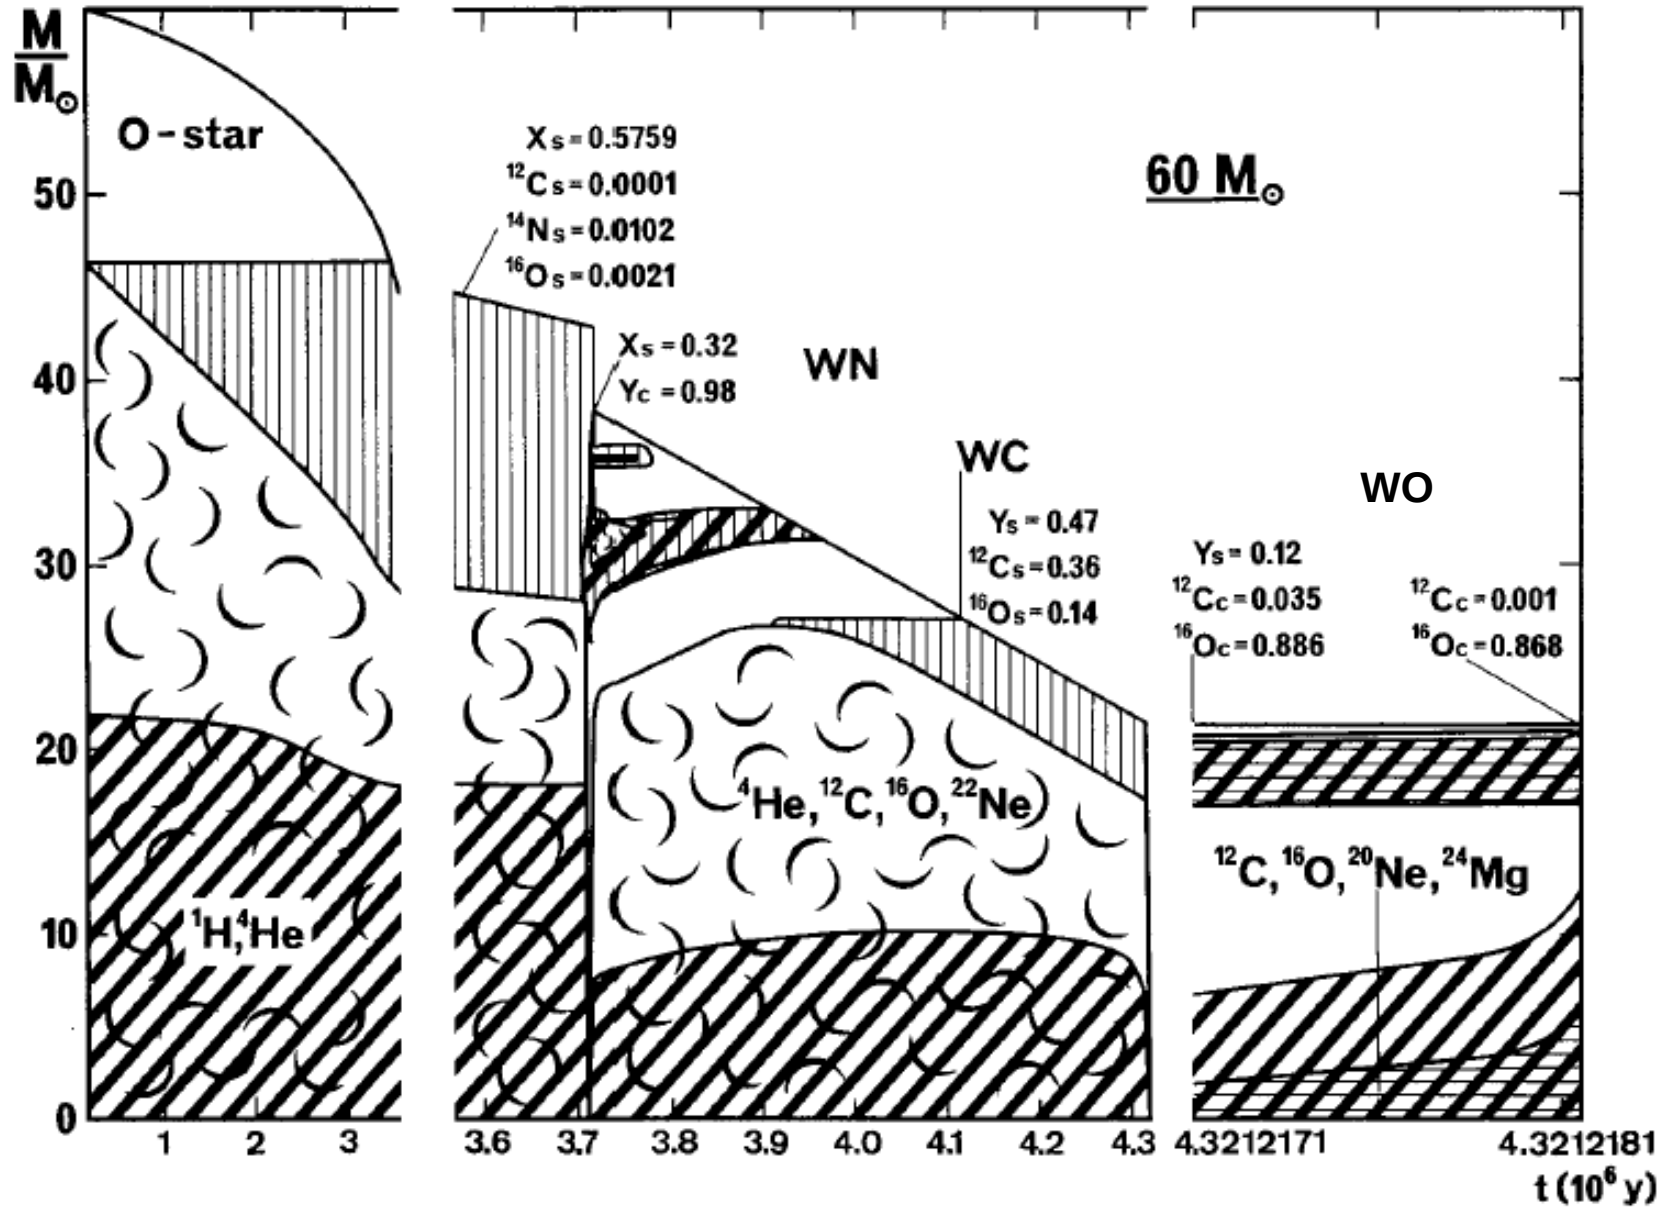 M
M☉
O-star
60 M☉
50
40
30
20
10
0
Xs=0.5759
¹²Cs=0.0001
¹⁴Ns=0.0102
¹⁶Os=0.0021
Xs=0.32
Yc=0.98
WN
WC
Ys=0.47
¹²Cs=0.36
¹⁶Os=0.14
WO
Ys=0.12
¹²Cc=0.035
¹⁶Oc=0.886
¹²Cc=0.001
¹⁶Oc=0.868
¹H,⁴He
⁴He,¹²C,¹⁶O,²²Ne
¹²C,¹⁶O,²⁰Ne,²⁴Mg
1 2 3 3.6 3.7 3.8 3.9 4.0 4.1 4.2 4.3 4.3212171 4.3212181
t(10⁶ y)